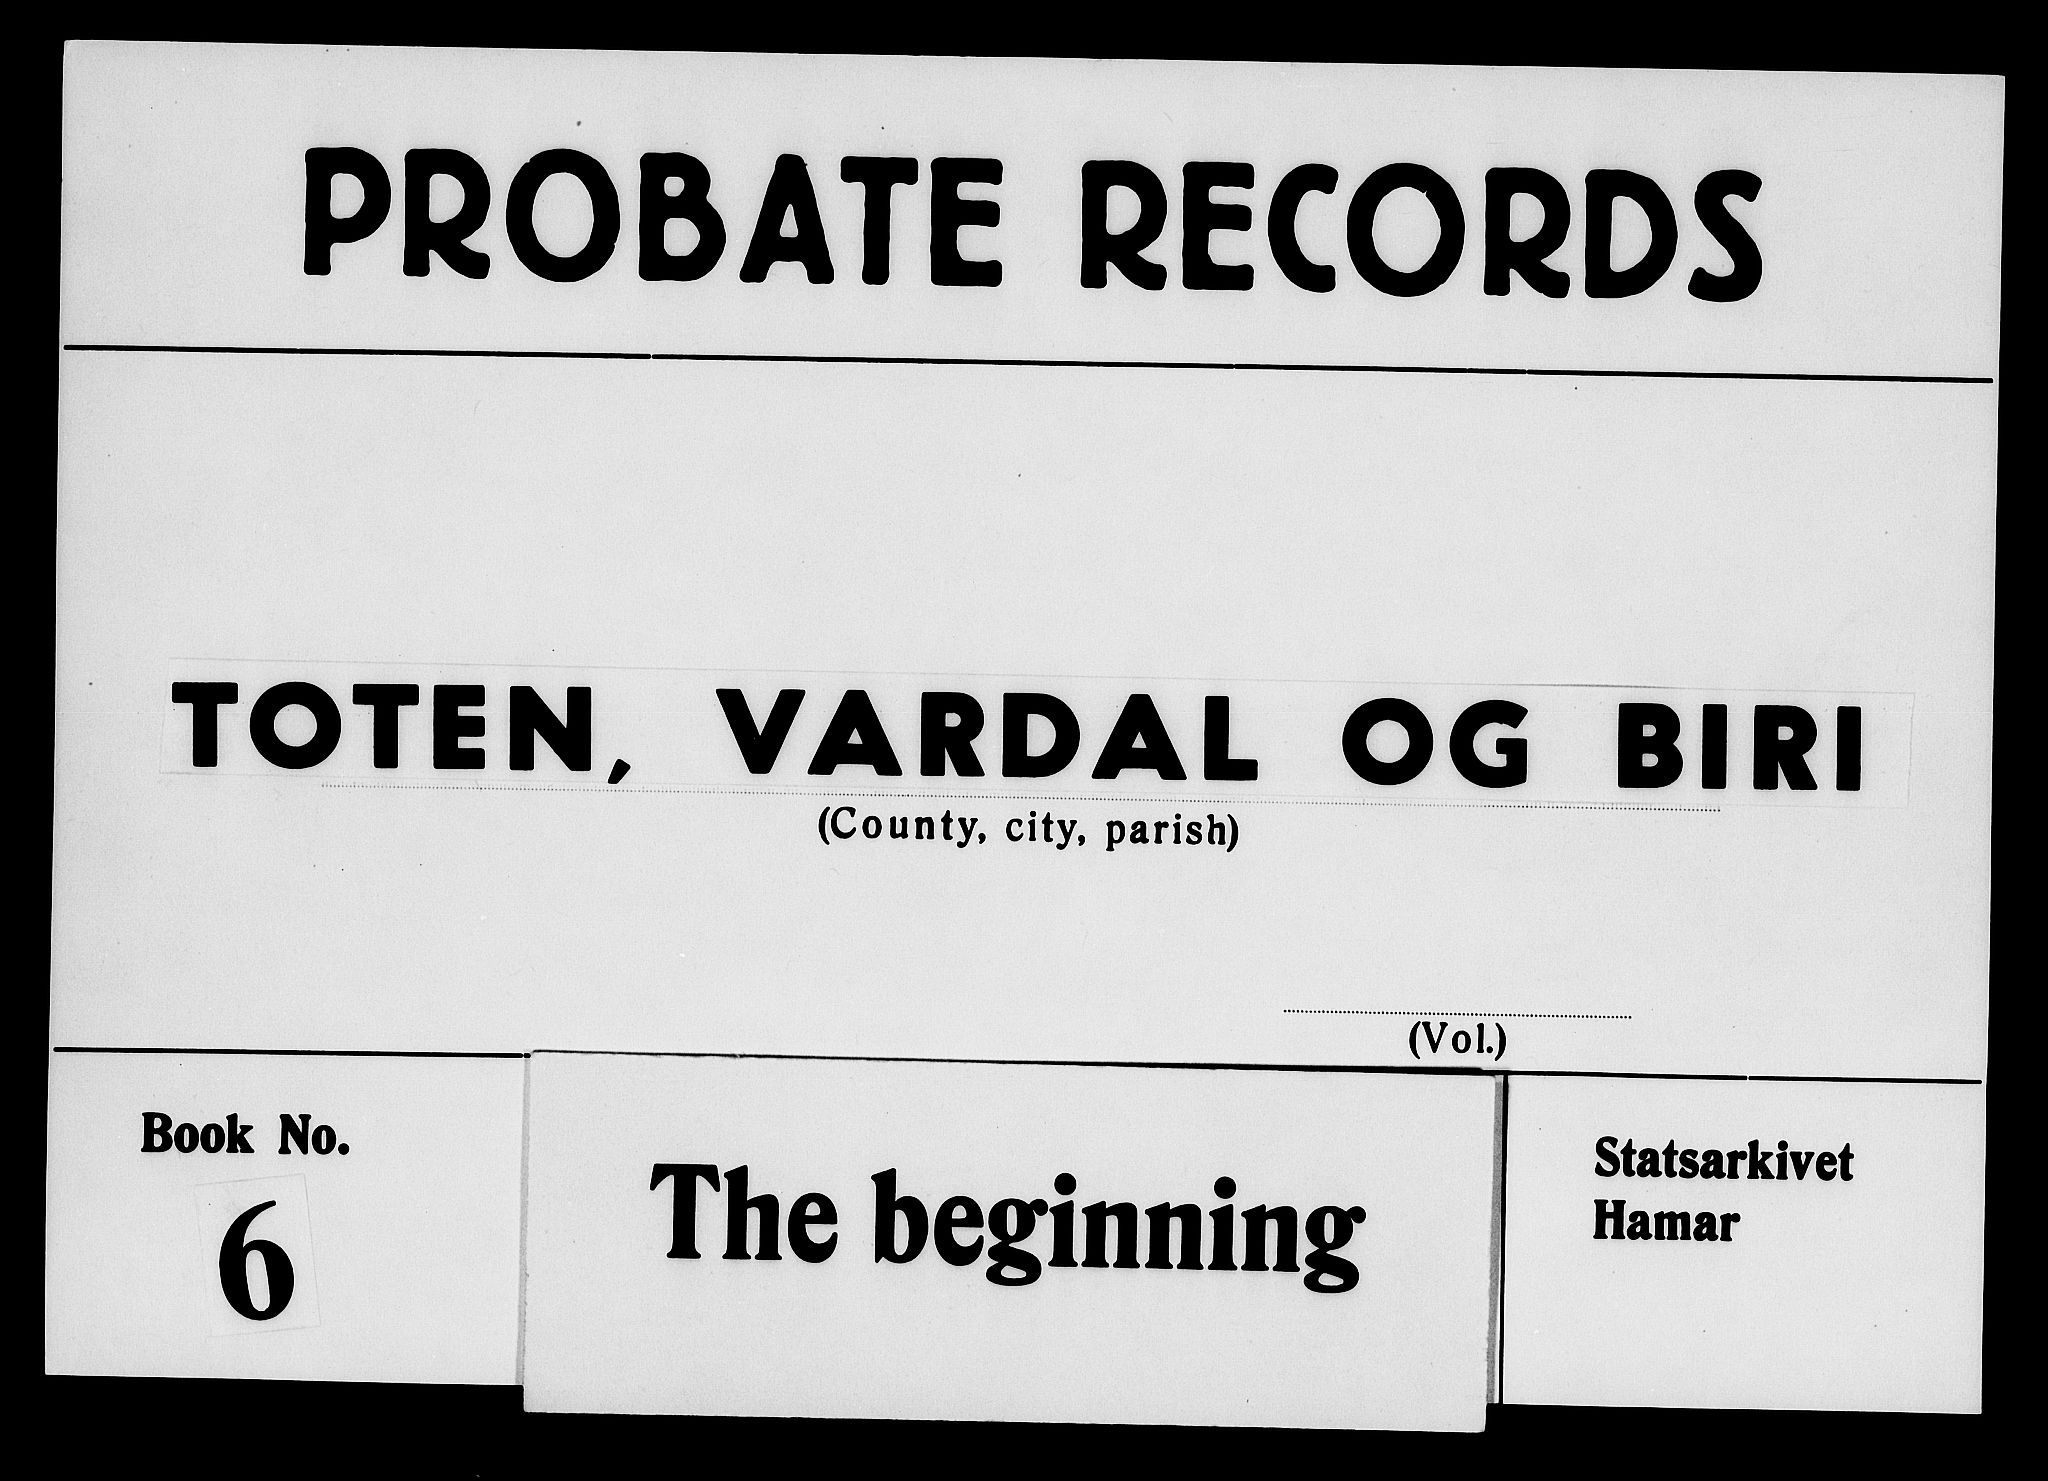 PROBATE RECORDS
TOTEN, VARDAL OG BIRI
(County, city, parish)
(Vol.)
Book No.
6
The beginning
Statsarkivet
Hamar